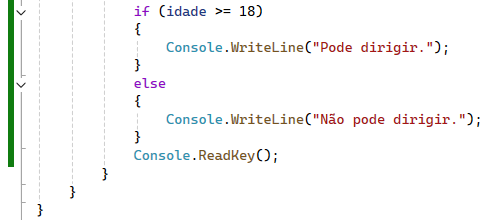 if (idade >= 18)
{
Console.WriteLine("Pode dirigir.");
}
else
{
Console.WriteLine("Não pode dirigir.");
}
Console.ReadKey();
}
}
}